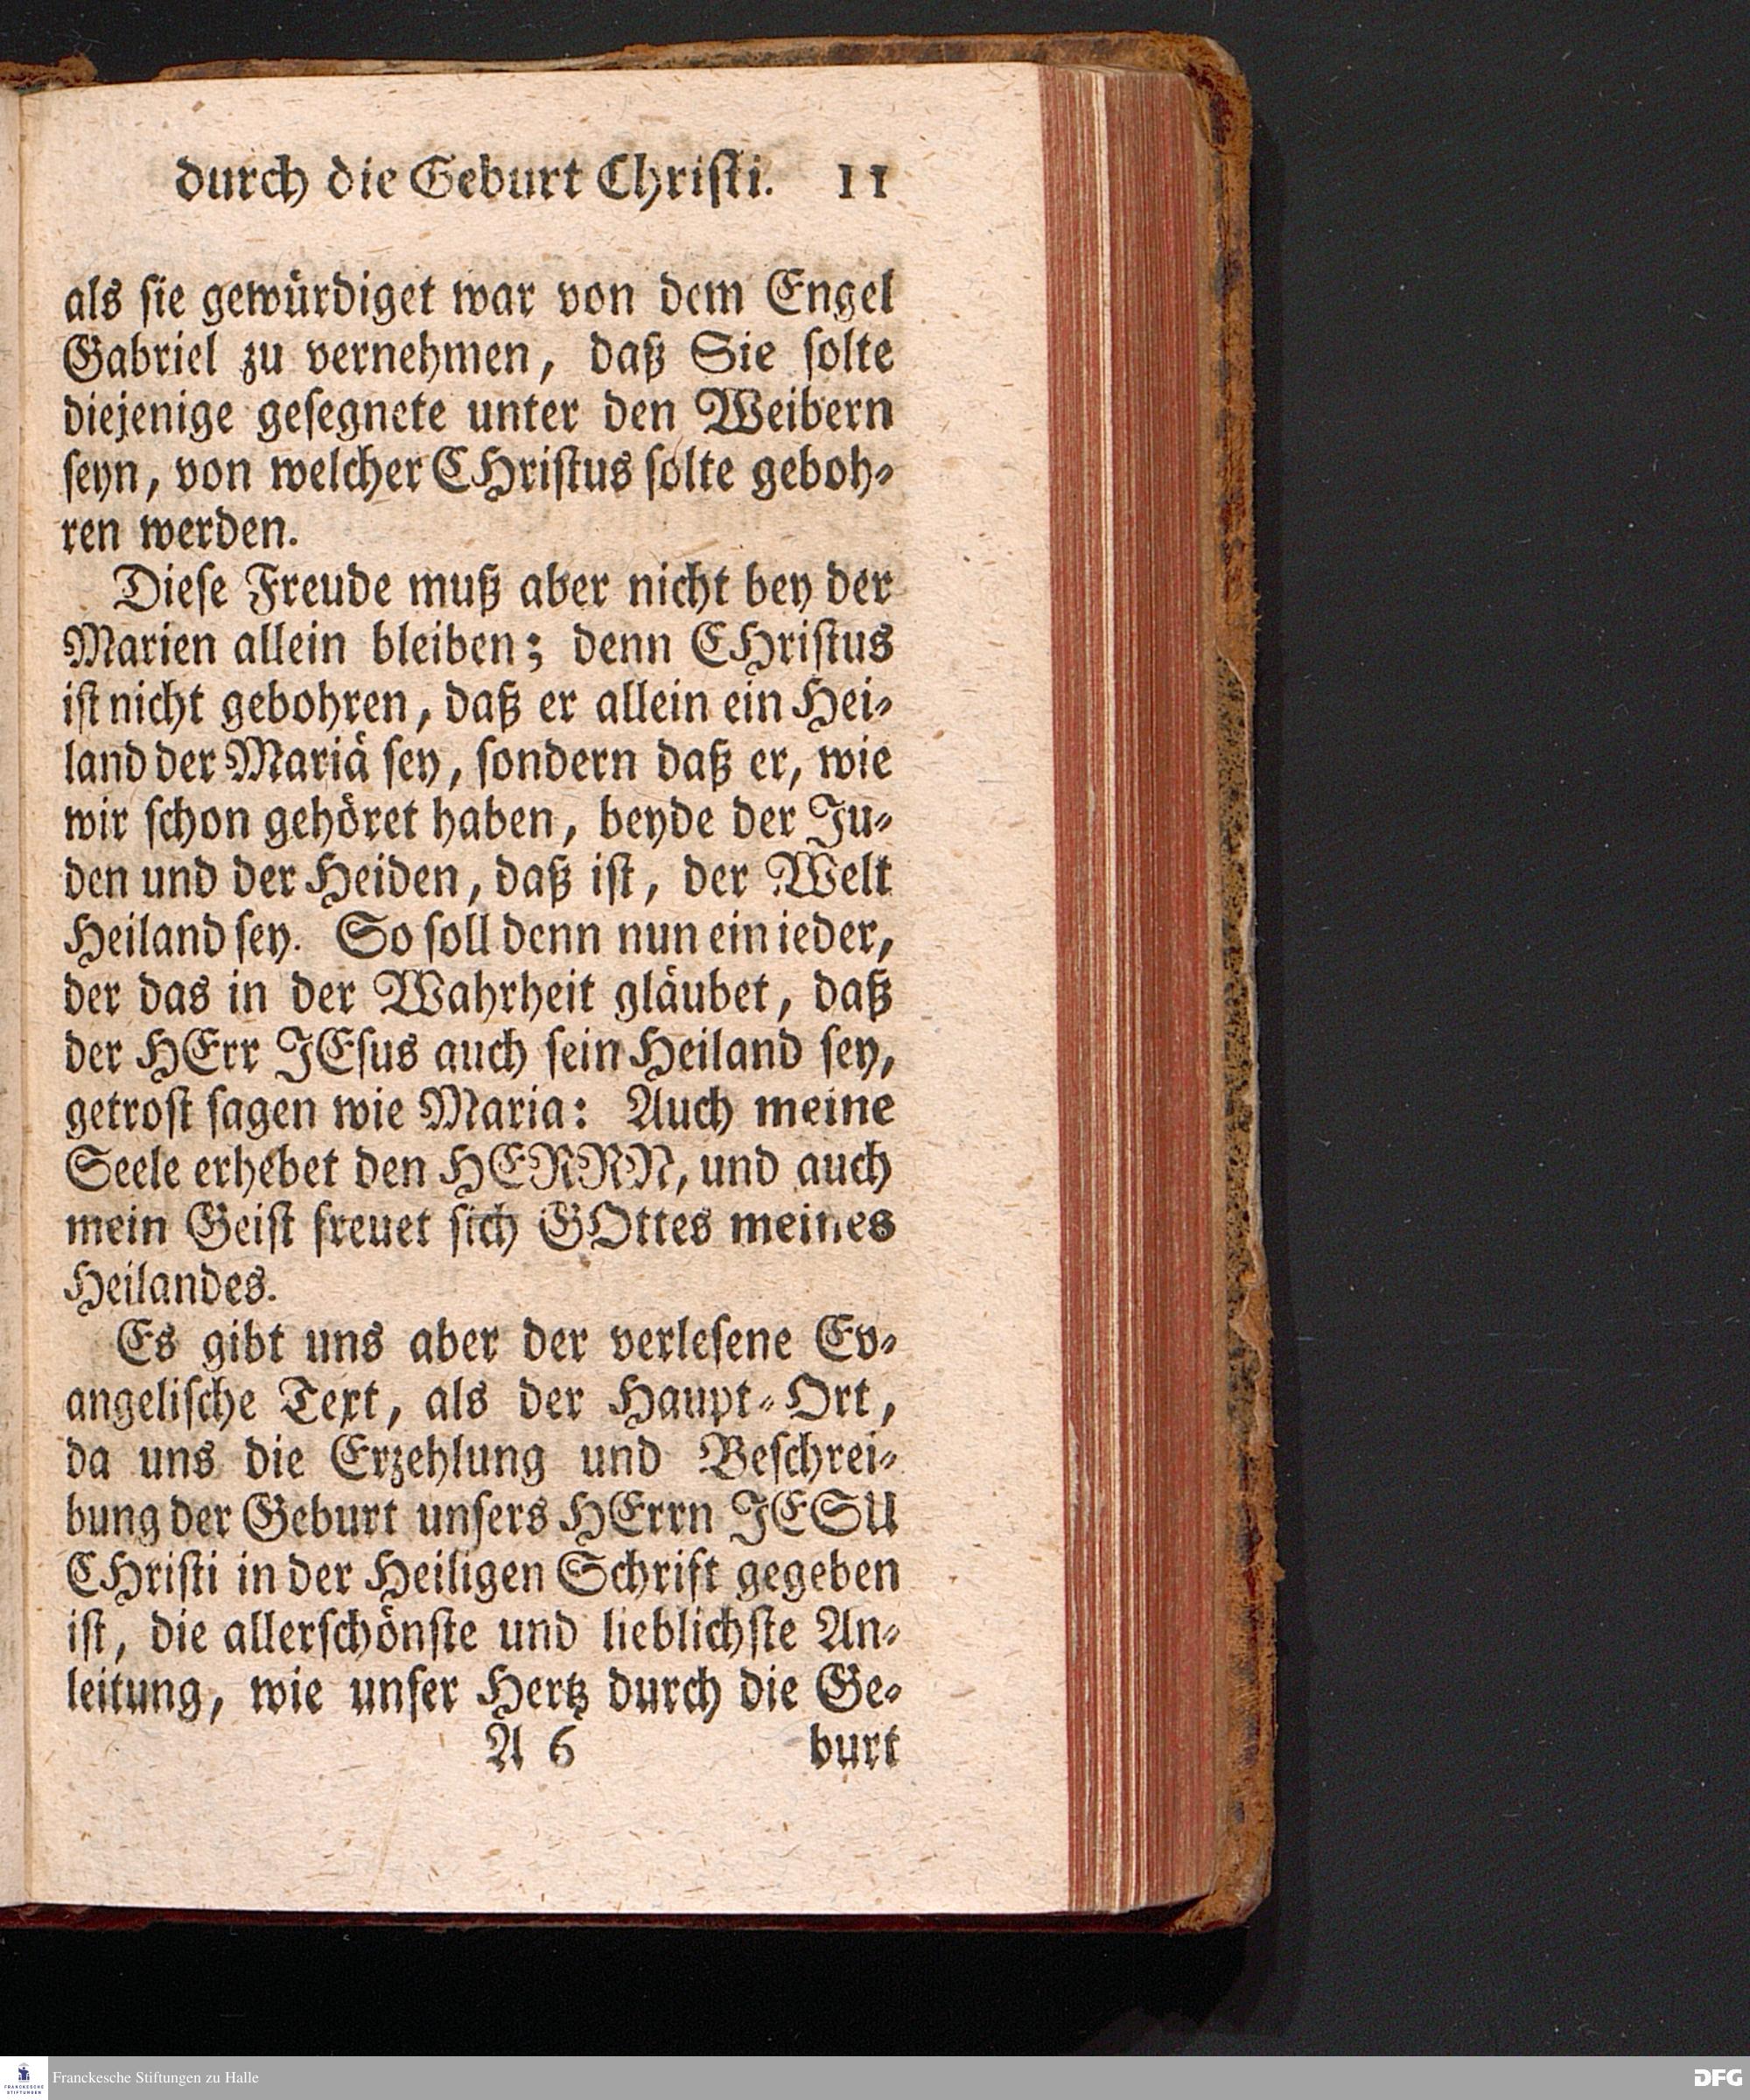 durch die Geburt Chriſti. 11
als ſie gewürdiget war von dem Engel
Gabriel zu vernehmen, daß Sie ſolte
diejenige geſegnete unter den Weibern
ſeyn, von welcher CHriſtus ſolte geboh⸗
ren werden.
Dieſe Freude muß aber nicht bey der
Marien allein bleiben; denn CHriſtus
iſt nicht gebohren, daß er allein ein Hei⸗
land der Mariä ſey, ſondern daß er, wie
wir ſchon gehöret haben, beyde der Ju⸗
den und der Heiden, daß iſt, der Welt
Heiland ſey. So ſoll denn nun ein ieder,
der das in der Wahrheit gläubet, daß
der HErr JEſus auch ſein Heiland ſey,
getroſt ſagen wie Maria: Auch meine
Seele erhebet den HERRN, und auch
mein Geiſt freuet ſich GOttes meines
Heilandes.
Es gibt uns aber der verleſene Ev⸗
angeliſche Text, als der Haupt⸗Ort,
da uns die Erzehlung und Beſchrei⸗
bung der Geburt unſers HErrn JESU
CHriſti in der Heiligen Schrift gegeben
iſt, die allerſchönſte und lieblichſte An⸗
leitung, wie unſer Hertz durch die Ge⸗
A 6 burt
FRANCKESCHE
STIFTUNGEN
Franckesche Stiftungen zu Halle
DFG